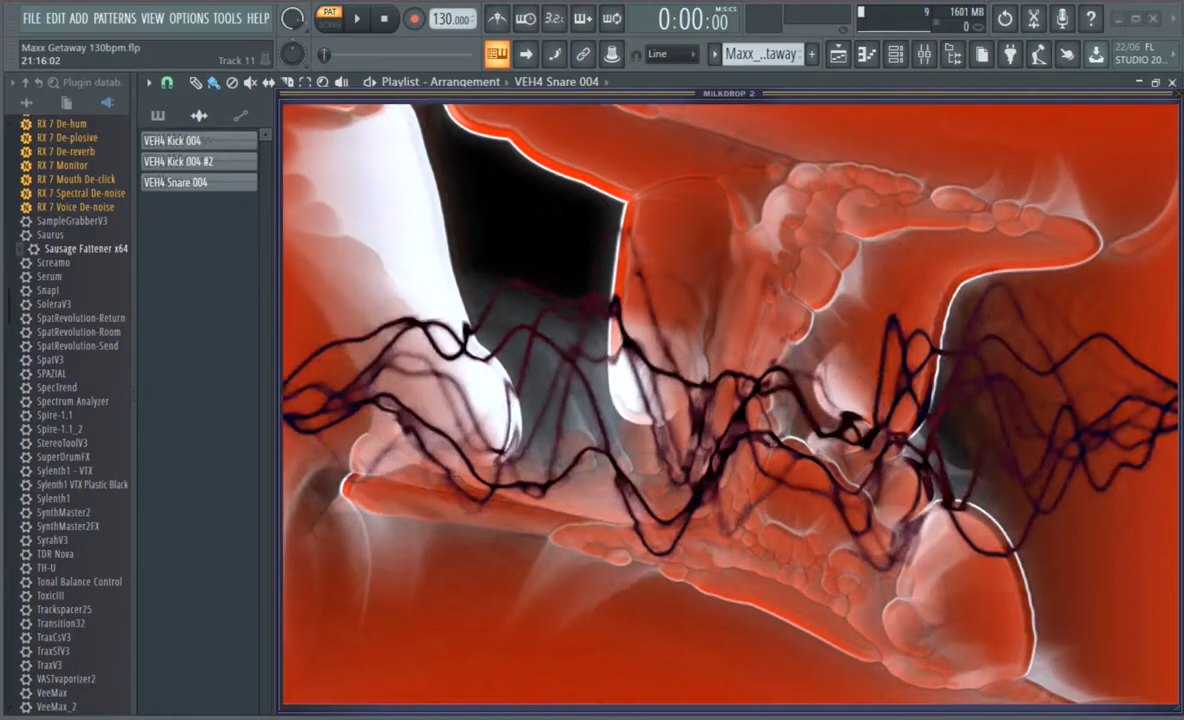 FILE EDIT ADD PATTERNS VIEW OPTIONS TOOLS HELP
PAT
130.000
3.2:
0:00:00
M:S:CS
9
1601 MB
0
Maxx Getaway 130bpm.flp
21:16:02
Track 11
Line
Maxx_..taway
22/06 FL
STUDIO 20...
Plugin datab..
Playlist - Arrangement
VEH4 Snare 004
MILKDROP 2
RX 7 De-hum
RX 7 De-plosive
RX 7 De-reverb
RX 7 Monitor
RX 7 Mouth De-click
RX 7 Spectral De-noise
RX 7 Voice De-noise
SampleGrabberV3
Saurus
Sausage Fattener x64
Screamo
Serum
Snapl
SoleraV3
SpatRevolution-Return
SpatRevolution-Room
SpatRevolution-Send
SpatV3
SPAZIAL
SpecTrend
Spectrum Analyzer
Spire-1.1
Spire-1.1_2
StereoToolV3
SuperDrumFX
Sylenth1 - VTX
Sylenth1 VTX Plastic Black
Sylenth1
SynthMaster2
SynthMaster2FX
SyrahV3
TDR Nova
TH-U
Tonal Balance Control
ToxicIII
Trackspacer25
Transition32
TraxCsV3
TraxSfV3
TraxV3
VASTvaporizer2
VeeMax
VeeMax_2
VEH4 Kick 004
VEH4 Kick 004 #2
VEH4 Snare 004